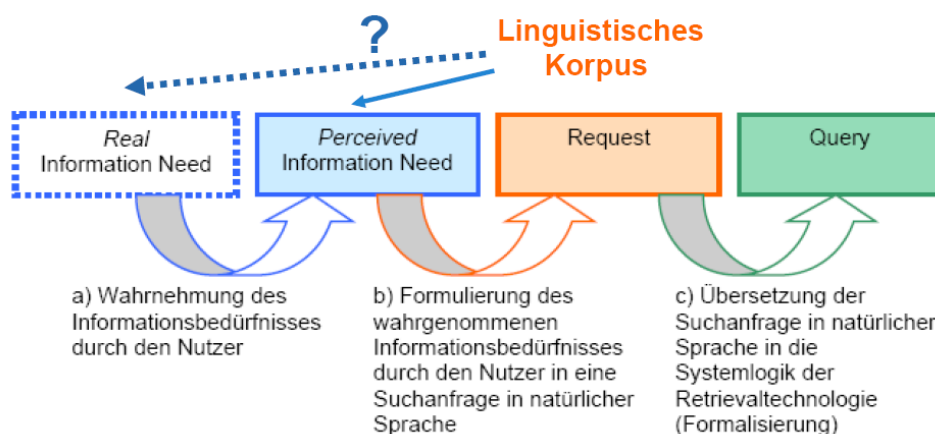 ?
Linguistisches
Korpus
Real
Information Need
Perceived
Information Need
Request
Query
a) Wahrnehmung des
Informationsbedürfnisses
durch den Nutzer
b) Formulierung des
wahrgenommenen
Informationsbedürfnisses
durch den Nutzer in eine
Suchanfrage in natürlicher
Sprache
c) Übersetzung der
Suchanfrage in natürlicher
Sprache in die
Systemlogik der
Retrievaltechnologie
(Formalisierung)